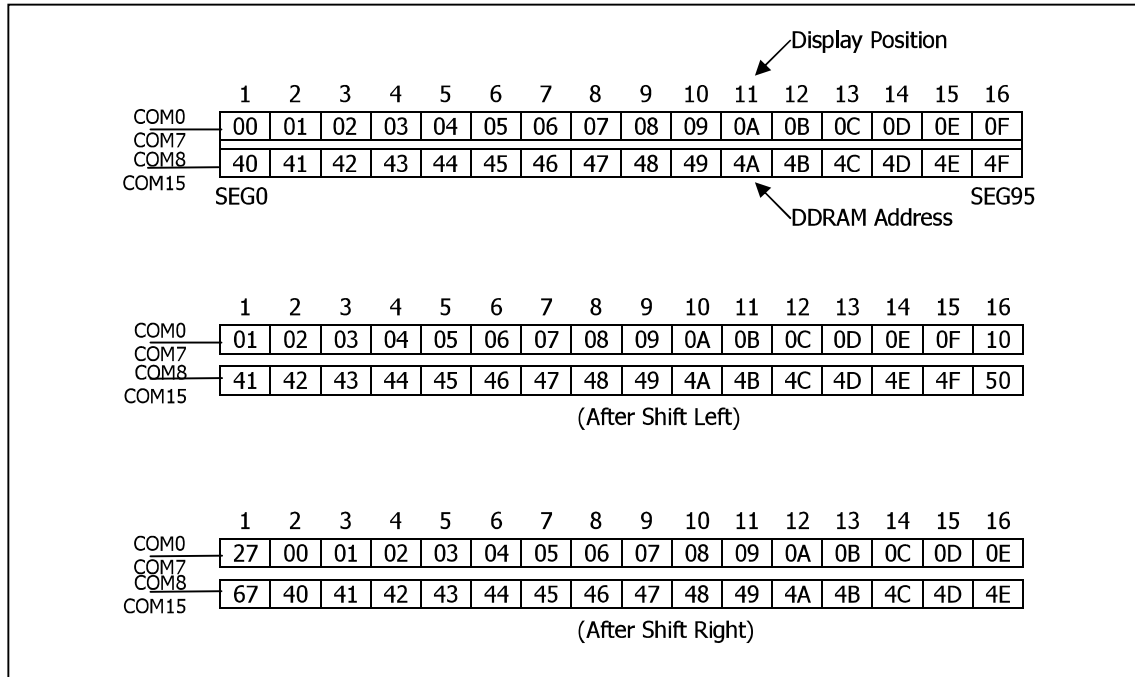 Display Position
1 2 3 4 5 6 7 8 9 10 11 12 13 14 15 16
COM0
COM7
00 01 02 03 04 05 06 07 08 09 0A 0B 0C 0D 0E 0F
COM8
COM15
40 41 42 43 44 45 46 47 48 49 4A 4B 4C 4D 4E 4F
SEG0 SEG95
DDRAM Address
1 2 3 4 5 6 7 8 9 10 11 12 13 14 15 16
COM0
COM7
01 02 03 04 05 06 07 08 09 0A 0B 0C 0D 0E 0F 10
COM8
COM15
41 42 43 44 45 46 47 48 49 4A 4B 4C 4D 4E 4F 50
(After Shift Left)
1 2 3 4 5 6 7 8 9 10 11 12 13 14 15 16
COM0
COM7
27 00 01 02 03 04 05 06 07 08 09 0A 0B 0C 0D 0E
COM8
COM15
67 40 41 42 43 44 45 46 47 48 49 4A 4B 4C 4D 4E
(After Shift Right)